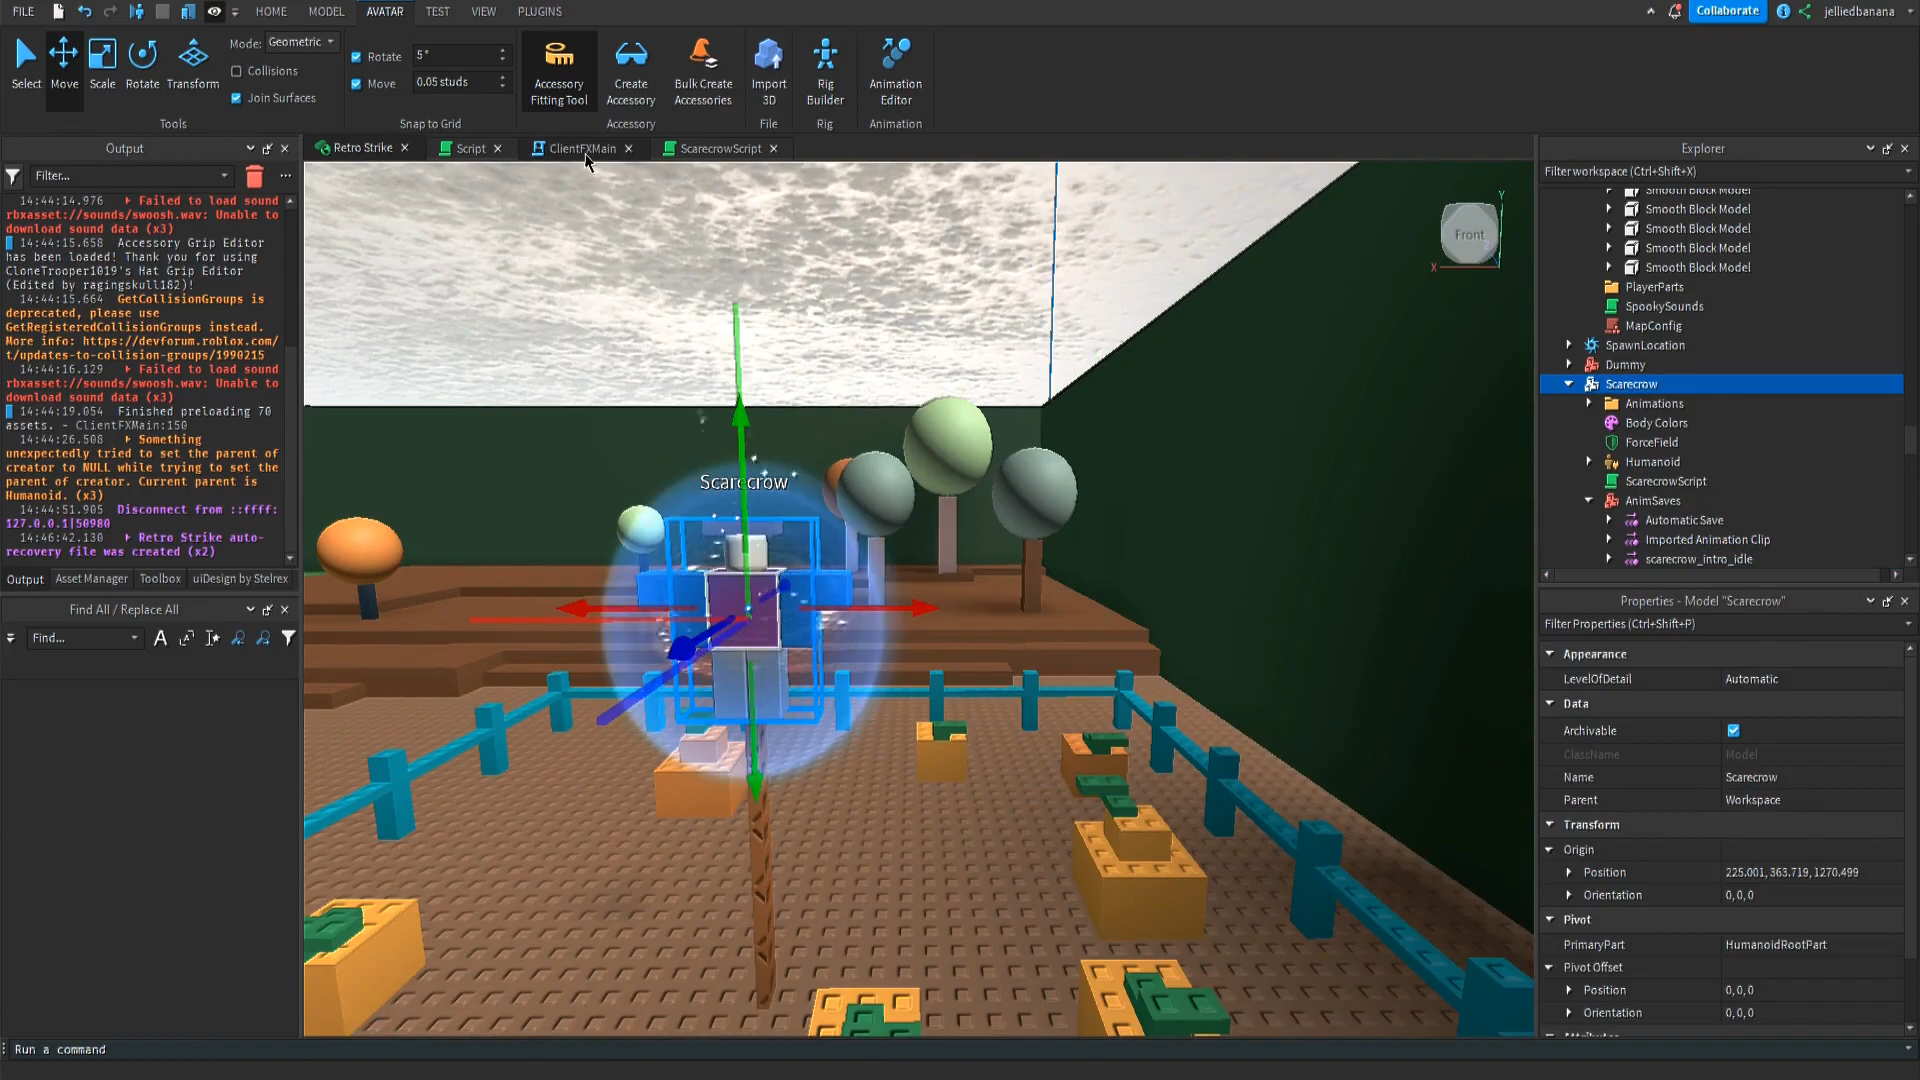 FILE HOME MODEL AVATAR TEST VIEW PLUGINS Collaborate jelliedbanana
Select Move Scale Rotate Transform
Mode: Geometric
Collisions
Join Surfaces
Tools
Rotate 5°
Move 0.05 studs
Snap to Grid
Accessory Fitting Tool
Create Accessory
Bulk Create Accessories
Accessory
Import 3D
File
Rig Builder
Rig
Animation Editor
Animation
Output
Filter...
14:44:14.976 Failed to load sound
rbxasset://sounds/swoosh.wav: Unable to
download sound data (x3)
14:44:15.658 Accessory Grip Editor
has been loaded! Thank you for using
CloneTrooper1019's Hat Grip Editor
(Edited by ragingskull182)!
14:44:15.664 GetCollisionGroups is
deprecated, please use
GetRegisteredCollisionGroups instead.
More info: https://devforum.roblox.com/
t/updates-to-collision-groups/1990215
14:44:16.129 Failed to load sound
rbxasset://sounds/swoosh.wav: Unable to
download sound data (x3)
14:44:19.054 Finished preloading 70
assets. - ClientFXMain:150
14:44:26.508 Something
unexpectedly tried to set the parent of
creator to NULL while trying to set the
parent of creator. Current parent is
Humanoid. (x3)
14:44:51.905 Disconnect from ::ffff:
127.0.0.1|50980
14:46:42.130 Retro Strike auto-
recovery file was created (x2)
Output Asset Manager Toolbox uiDesign by Stelrex
Find All / Replace All
Find...
Retro Strike Script ClientFXMain ScarecrowScript
Front
Y
X
Scarecrow
Explorer
Filter workspace (Ctrl+Shift+X)
Smooth Block Model
Smooth Block Model
Smooth Block Model
Smooth Block Model
Smooth Block Model
PlayerParts
SpookySounds
MapConfig
SpawnLocation
Dummy
Scarecrow
Animations
Body Colors
ForceField
Humanoid
ScarecrowScript
AnimSaves
Automatic Save
Imported Animation Clip
scarecrow_intro_idle
Properties - Model "Scarecrow"
Filter Properties (Ctrl+Shift+P)
Appearance
LevelOfDetail Automatic
Data
Archivable
ClassName Model
Name Scarecrow
Parent Workspace
Transform
Origin
Position 225.001, 363.719, 1270.499
Orientation 0,0,0
Pivot
PrimaryPart HumanoidRootPart
Pivot Offset
Position 0,0,0
Orientation 0,0,0
Run a command